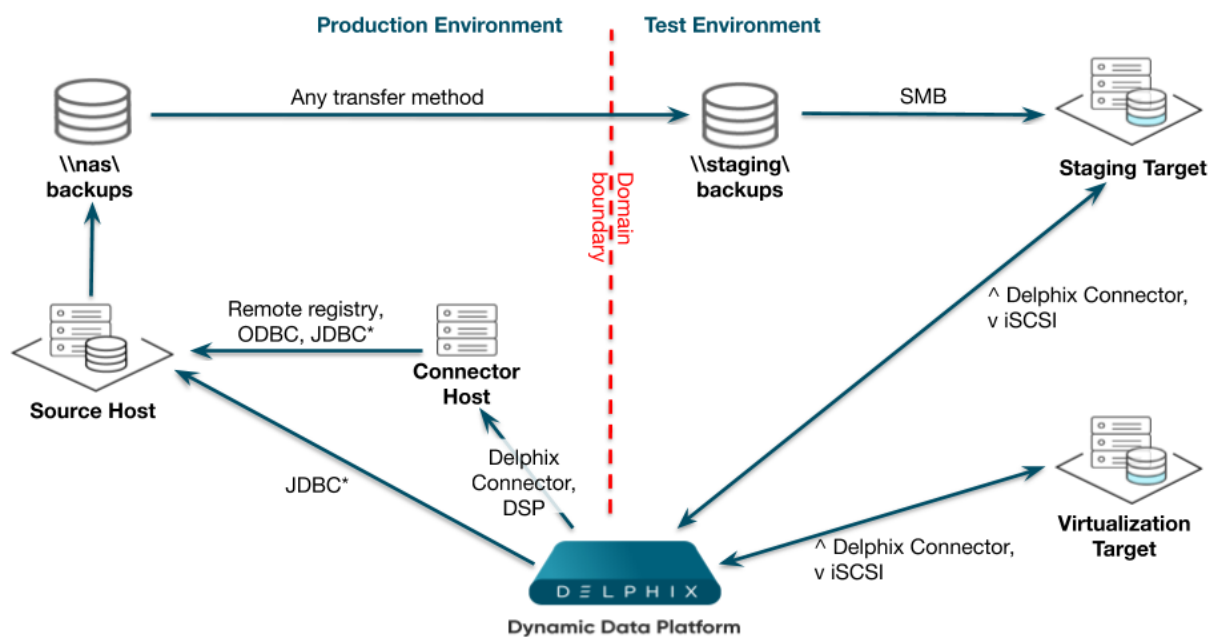 Production Environment
Test Environment
Any transfer method
SMB
\\nas\
backups
\\staging\
backups
Staging Target
Domain
boundary
Remote registry,
ODBC, JDBC*
Connector
Host
Source Host
^ Delphix Connector,
v iSCSI
JDBC*
Delphix
Connector,
DSP
Virtualization
Target
^ Delphix Connector,
v iSCSI
DELPHIX
Dynamic Data Platform